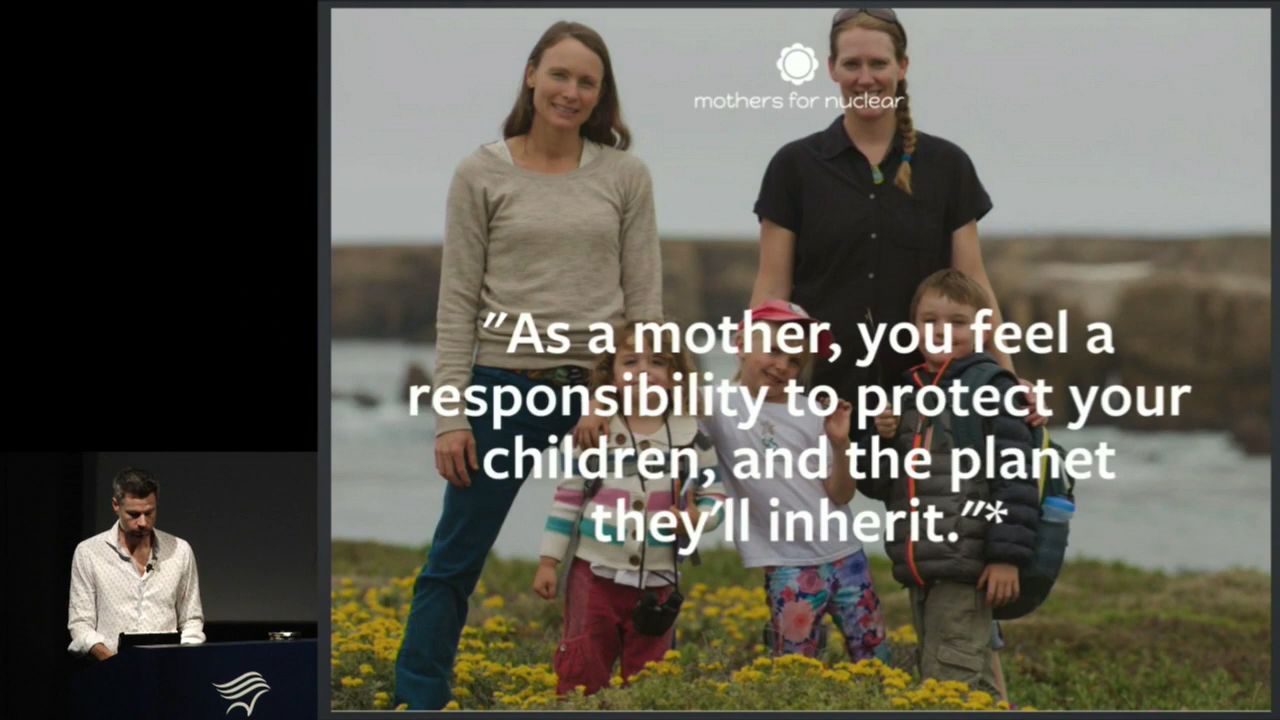 mothers for nuclear
"As a mother, you feel a
responsibility to protect your
children, and the planet
they'll inherit."*